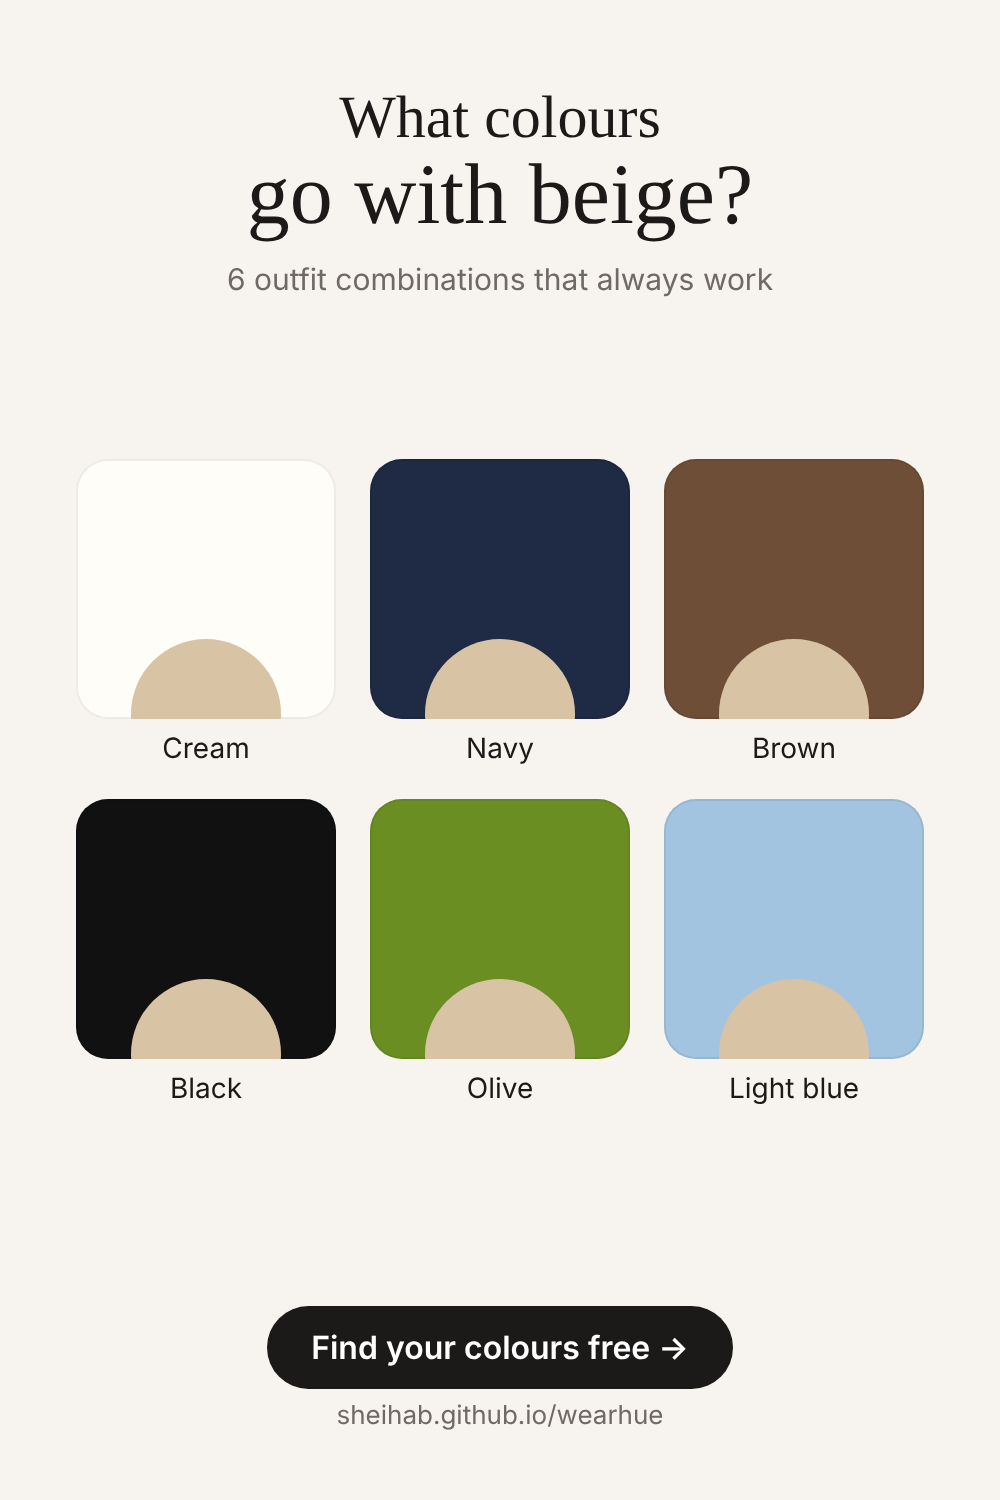 What colours
go with beige?
6 outfit combinations that always work
Cream
Navy
Brown
Black
Olive
Light blue
Find your colours free →
sheihab.github.io/wearhue